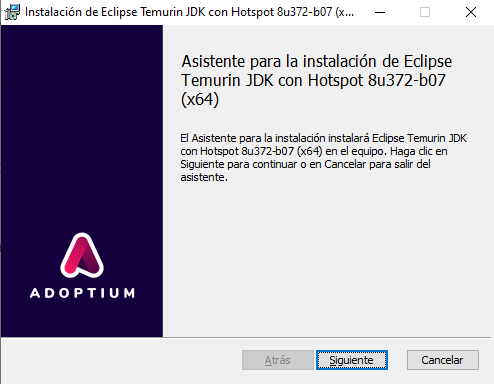 Instalación de Eclipse Temurin JDK con Hotspot 8u372-b07 (x...
Asistente para la instalación de Eclipse
Temurin JDK con Hotspot 8u372-b07
(x64)
El Asistente para la instalación instalará Eclipse Temurin JDK
con Hotspot 8u372-b07 (x64) en el equipo. Haga clic en
Siguiente para continuar o en Cancelar para salir del
asistente.
ADOPTIUM
Atrás
Siguiente
Cancelar